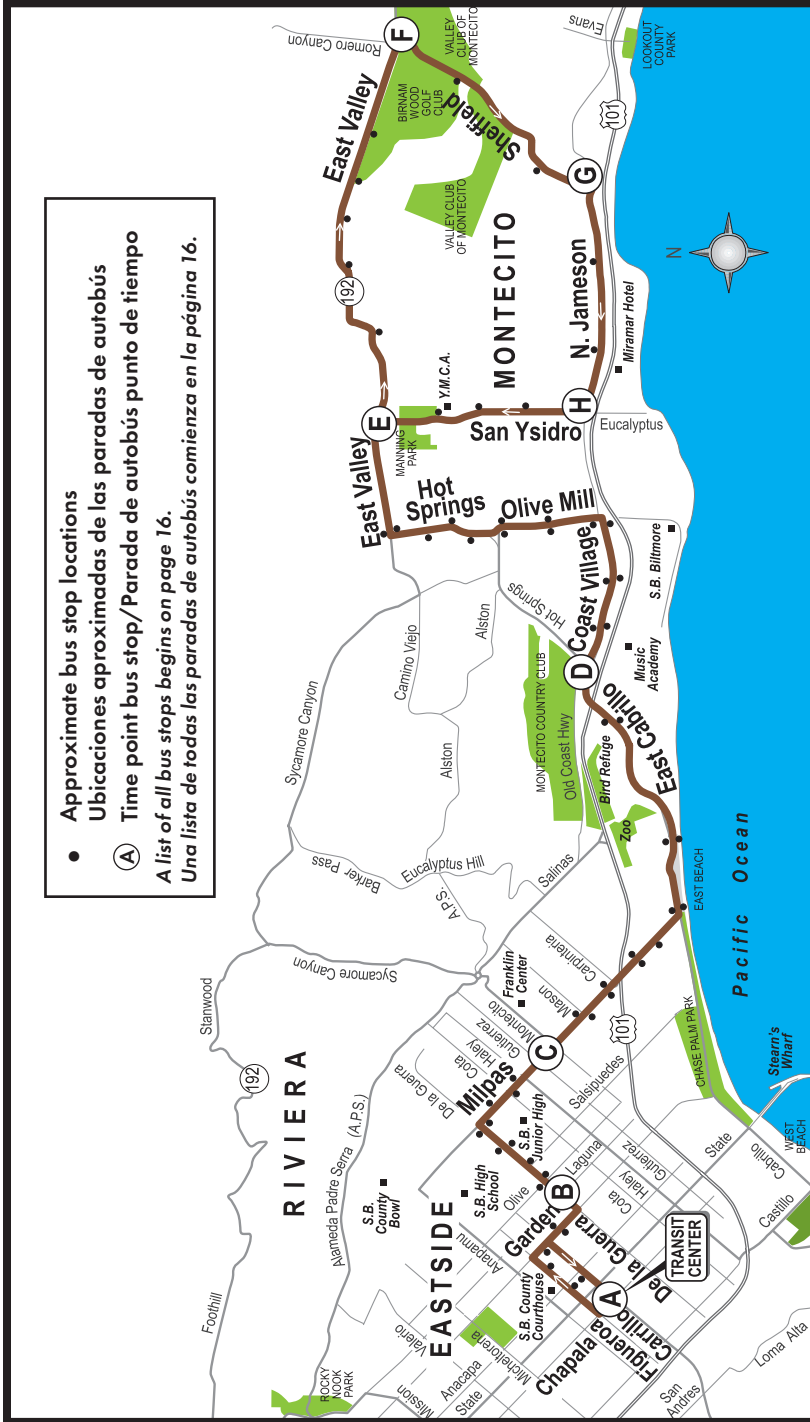 Approximate bus stop locations
Ubicaciones aproximadas de las paradas de autobús
A Time point bus stop/Parada de autobús punto de tiempo
A list of all bus stops begins on page 16.
Una lista de todas las paradas de autobús comienza en la página 16.
Foothill
Stanwood
192
RIVIERA
ROCKY
NOOK
PARK
Alameda Padre Serra (A.P.S.)
Sycamore Canyon
Sycamore Canyon
Barker Pass
Eucalyptus Hill
A.P.S.
Camino Viejo
Alston
Alston
Hot Springs
East Valley
Hot
Springs
Olive Mill
E
MANNING
PARK
Y.M.C.A.
San Ysidro
192
East Valley
Romero Canyon
F
BIRNAM
WOOD
GOLF
CLUB
VALLEY
CLUB OF
MONTECITO
Sheffield
VALLEY CLUB
OF MONTECITO
MONTECITO
G
N. Jameson
H
Eucalyptus
Miramar Hotel
101
Evans
LOOKOUT
COUNTY
PARK
N
S.B.
County
Bowl
EASTSIDE
S.B. High
School
Valerio
Mission
Anacapa
State
Micheltorena
Anapamu
S.B. County
Courthouse
Chapala
Figueroa
Carrillo
A
TRANSIT
CENTER
De la Guerra
Garden
B
Olive
S.B.
Junior High
Laguna
Cota
Haley
Gutierrez
Salsipuedes
De la Guerra
Cota
Haley
Gutierrez
Montecito
Milpas
C
Franklin
Center
Mason
Carpinteria
Salinas
101
State
Cabrillo
Castillo
San
Andres
Loma Alta
WEST
BEACH
Stearn's
Wharf
CHASE PALM PARK
EAST BEACH
Zoo
Bird Refuge
East Cabrillo
MONTECITO COUNTRY CLUB
Old Coast Hwy
D
Coast Village
Music
Academy
S.B. Biltmore
Pacific Ocean